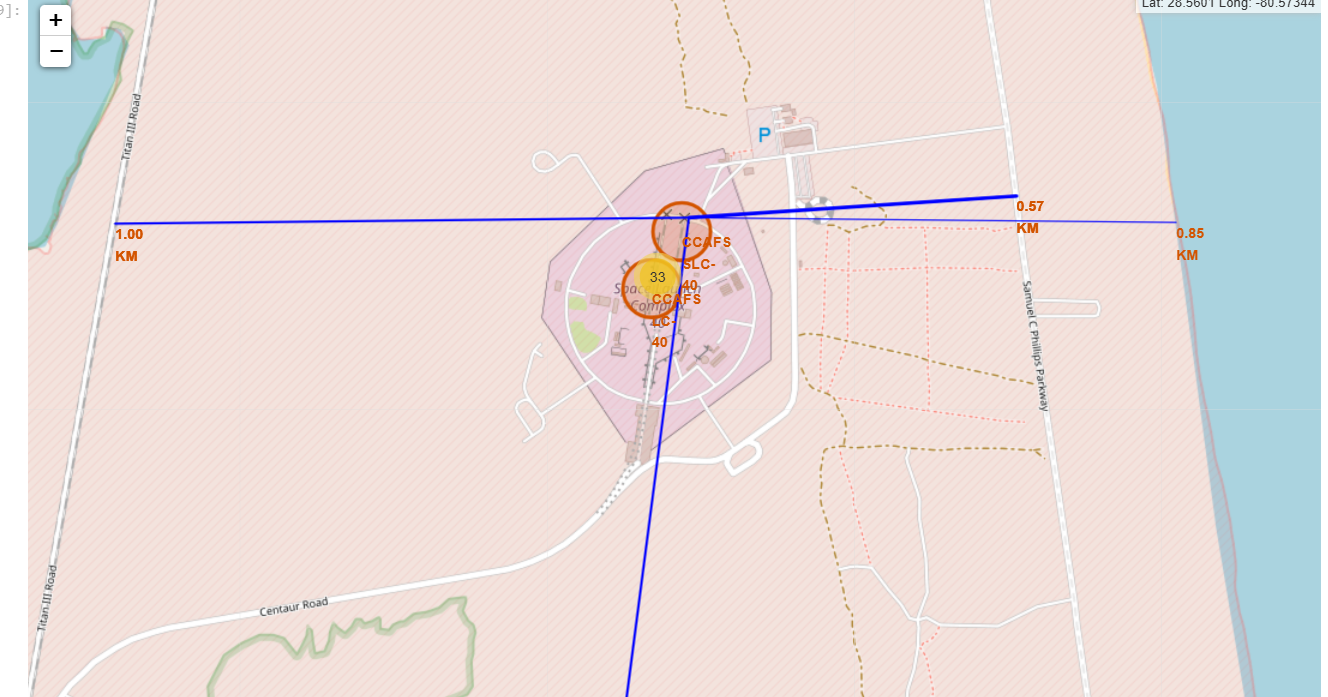 9]:
+
−
Lat: 28.5601 Long: -80.57344
Titan III Road
P
0.57
KM
1.00
KM
0.85
KM
CCAFS
SLC-
40
33
Space Launch
Complex
40
CCAFS
LC-
40
Samuel C Phillips Parkway
Titan III Road
Centaur Road